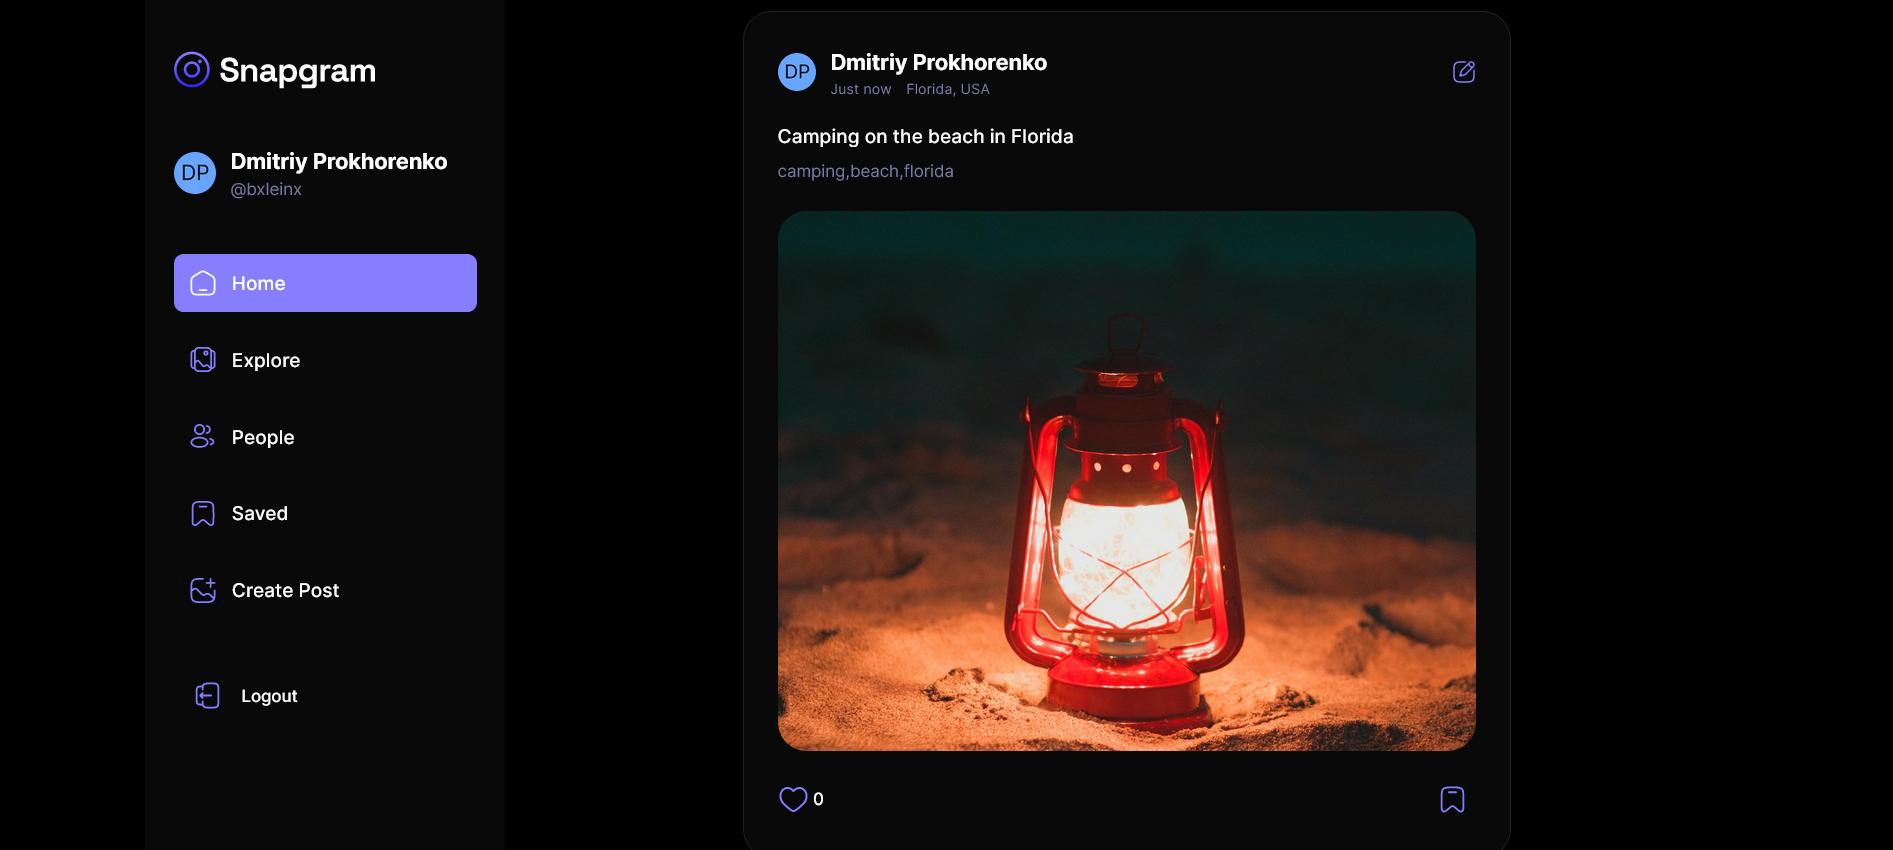 Snapgram
DP
Dmitriy Prokhorenko
@bxleinx
Home
Explore
People
Saved
Create Post
Logout
DP
Dmitriy Prokhorenko
Just now Florida, USA
Camping on the beach in Florida
camping,beach,florida
0